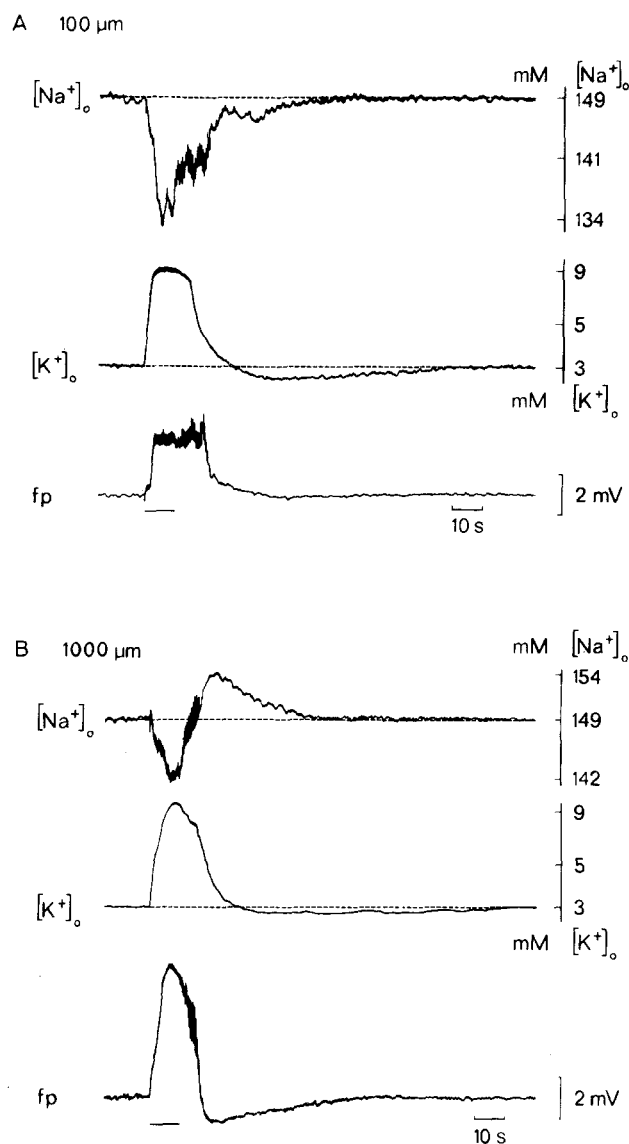 A 100 µm
mM [Na⁺]ₒ
[Na⁺]ₒ
149
141
134
9
5
[K⁺]ₒ
3
mM [K⁺]ₒ
fp
2 mV
10 s
B 1000 µm
mM [Na⁺]ₒ
154
[Na⁺]ₒ
149
142
9
5
[K⁺]ₒ
3
mM [K⁺]ₒ
fp
2 mV
10 s